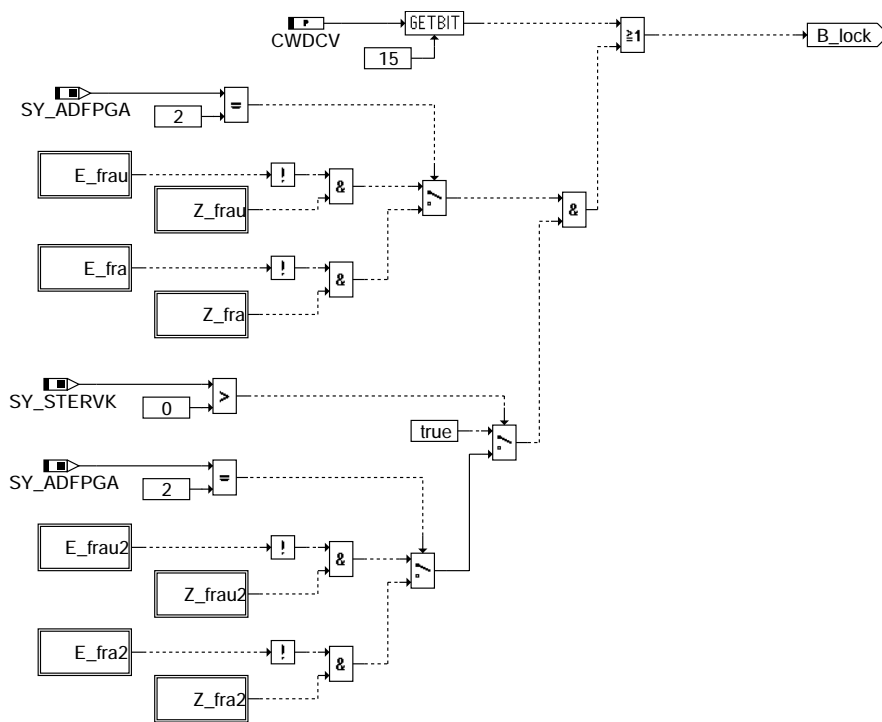 P
GETBIT
CWDCV
15
≥1
B_lock
SY_ADFPGA
2
=
E_frau
!
&
Z_frau
&
E_fra
!
&
Z_fra
SY_STERVK
0
>
true
SY_ADFPGA
2
=
E_frau2
!
&
Z_frau2
E_fra2
!
&
Z_fra2